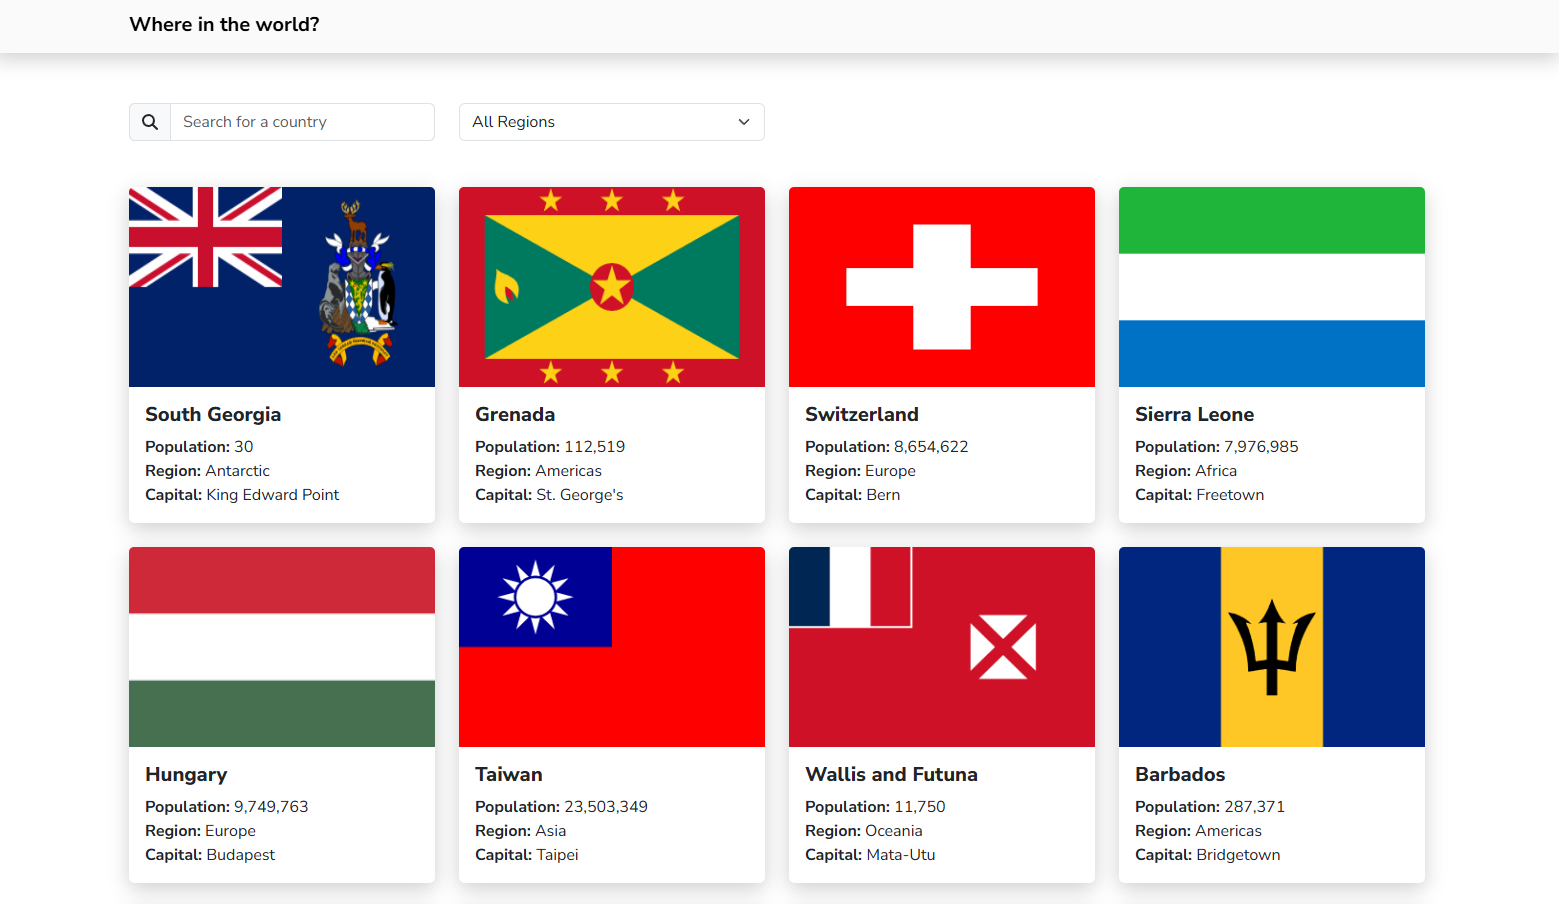 Where in the world?
Search for a country
All Regions
South Georgia
Population: 30
Region: Antarctic
Capital: King Edward Point
Grenada
Population: 112,519
Region: Americas
Capital: St. George's
Switzerland
Population: 8,654,622
Region: Europe
Capital: Bern
Sierra Leone
Population: 7,976,985
Region: Africa
Capital: Freetown
Hungary
Population: 9,749,763
Region: Europe
Capital: Budapest
Taiwan
Population: 23,503,349
Region: Asia
Capital: Taipei
Wallis and Futuna
Population: 11,750
Region: Oceania
Capital: Mata-Utu
Barbados
Population: 287,371
Region: Americas
Capital: Bridgetown